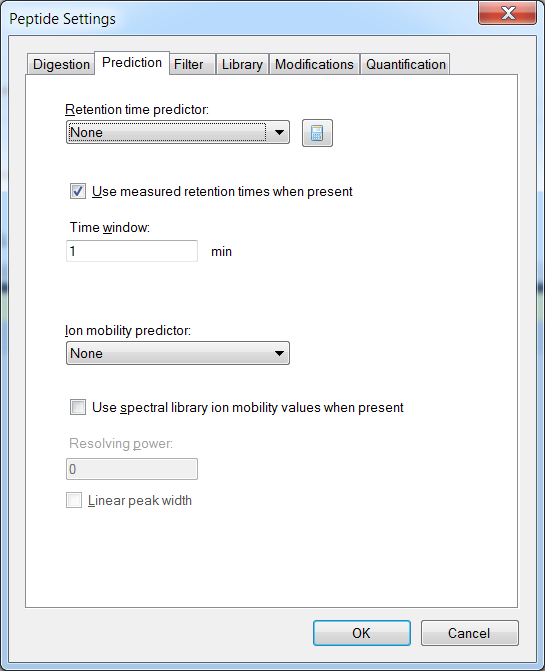 Peptide Settings
Digestion Prediction Filter Library Modifications Quantification
Retention time predictor:
None
Use measured retention times when present
Time window:
1 min
Ion mobility predictor:
None
Use spectral library ion mobility values when present
Resolving power:
0
Linear peak width
OK Cancel